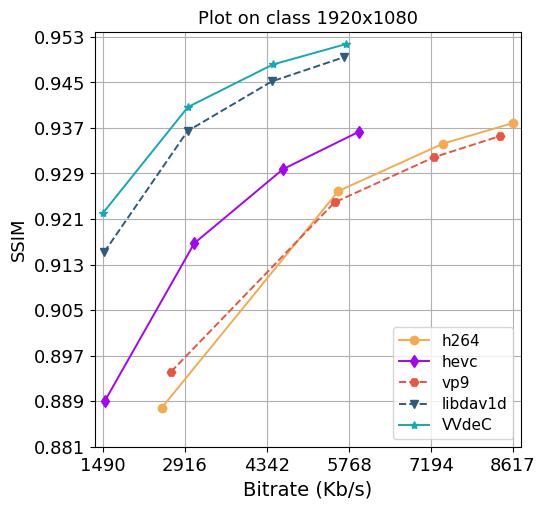 Plot on class 1920x1080
0.953
0.945
0.937
0.929
0.921
0.913
0.905
0.897
0.889
0.881
SSIM
h264
hevc
vp9
libdav1d
VVdeC
1490 2916 4342 5768 7194 8617
Bitrate (Kb/s)